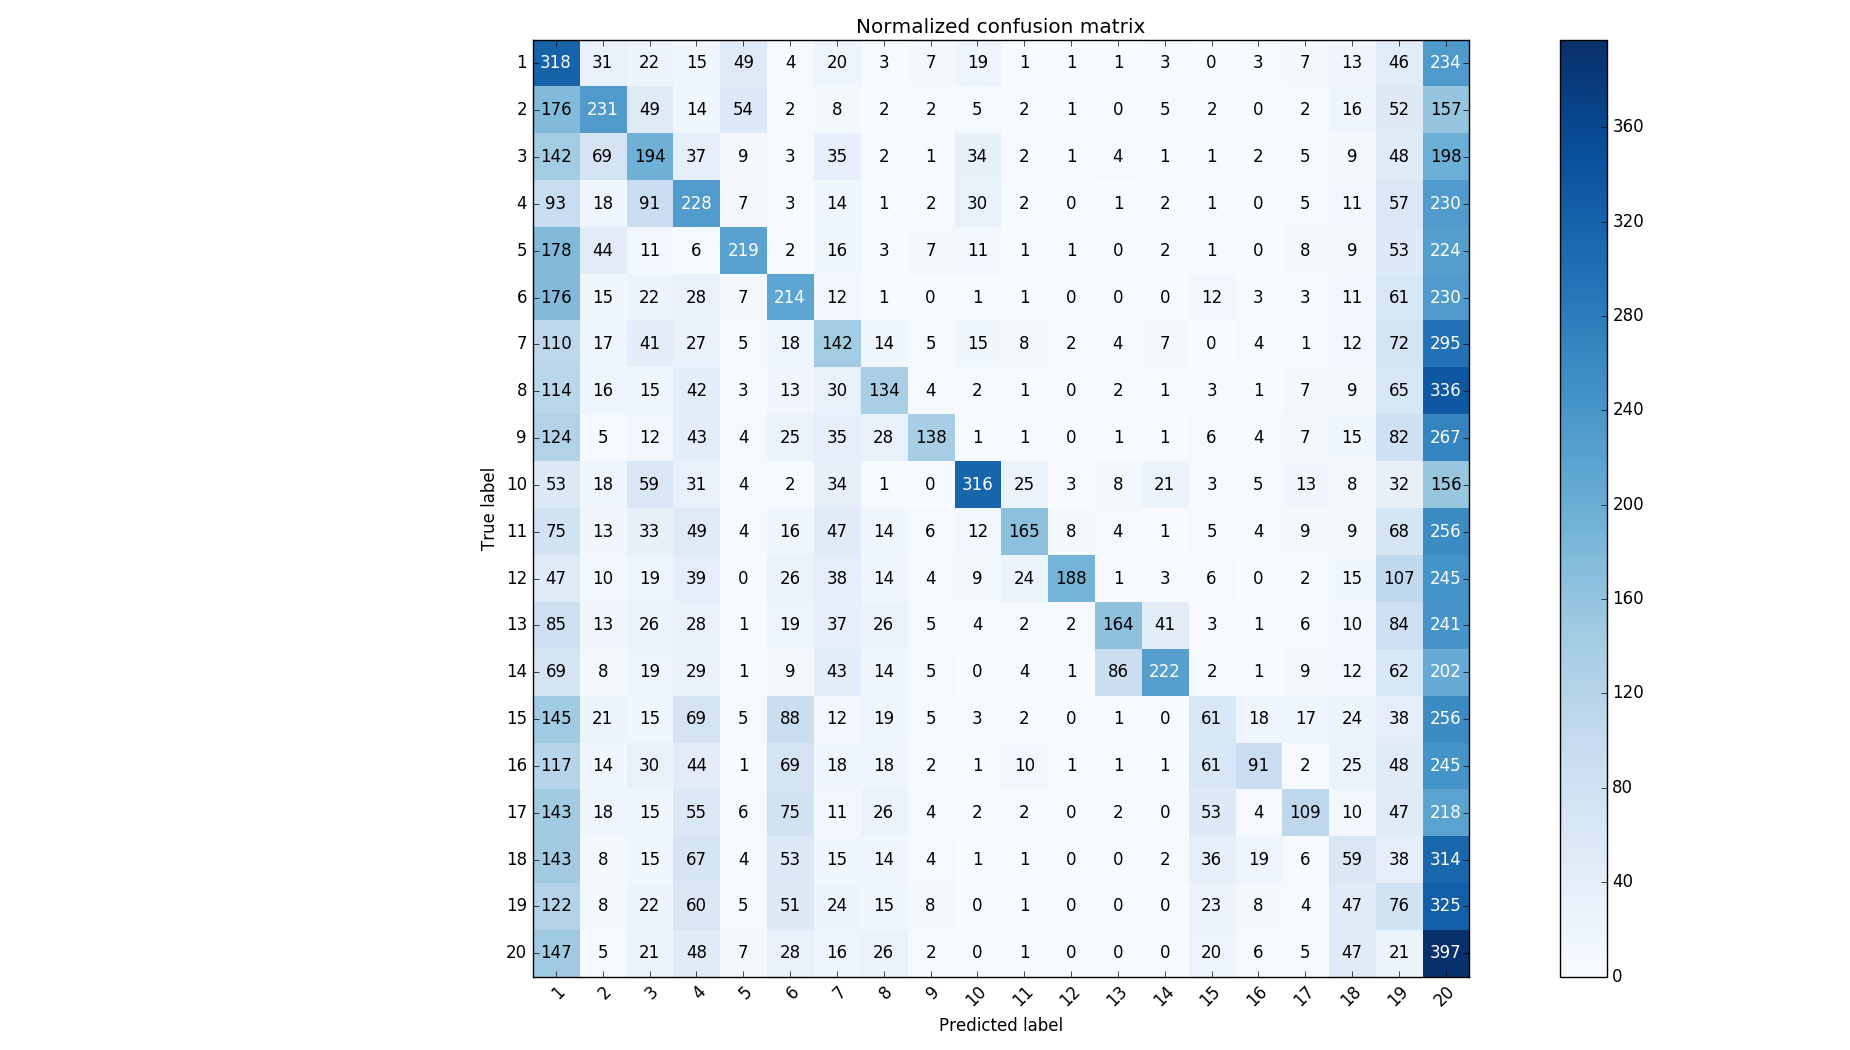 Normalized confusion matrix
1 318 31 22 15 49 4 20 3 7 19 1 1 1 3 0 3 7 13 46 234
2 176 231 49 14 54 2 8 2 2 5 2 1 0 5 2 0 2 16 52 157
3 142 69 194 37 9 3 35 2 1 34 2 1 4 1 1 2 5 9 48 198
4 93 18 91 228 7 3 14 1 2 30 2 0 1 2 1 0 5 11 57 230
5 178 44 11 6 219 2 16 3 7 11 1 1 0 2 1 0 8 9 53 224
6 176 15 22 28 7 214 12 1 0 1 1 0 0 0 12 3 3 11 61 230
7 110 17 41 27 5 18 142 14 5 15 8 2 4 7 0 4 1 12 72 295
8 114 16 15 42 3 13 30 134 4 2 1 0 2 1 3 1 7 9 65 336
9 124 5 12 43 4 25 35 28 138 1 1 0 1 1 6 4 7 15 82 267
10 53 18 59 31 4 2 34 1 0 316 25 3 8 21 3 5 13 8 32 156
11 75 13 33 49 4 16 47 14 6 12 165 8 4 1 5 4 9 9 68 256
12 47 10 19 39 0 26 38 14 4 9 24 188 1 3 6 0 2 15 107 245
13 85 13 26 28 1 19 37 26 5 4 2 2 164 41 3 1 6 10 84 241
14 69 8 19 29 1 9 43 14 5 0 4 1 86 222 2 1 9 12 62 202
15 145 21 15 69 5 88 12 19 5 3 2 0 1 0 61 18 17 24 38 256
16 117 14 30 44 1 69 18 18 2 1 10 1 1 1 61 91 2 25 48 245
17 143 18 15 55 6 75 11 26 4 2 2 0 2 0 53 4 109 10 47 218
18 143 8 15 67 4 53 15 14 4 1 1 0 0 2 36 19 6 59 38 314
19 122 8 22 60 5 51 24 15 8 0 1 0 0 0 23 8 4 47 76 325
20 147 5 21 48 7 28 16 26 2 0 1 0 0 0 20 6 5 47 21 397
1 2 3 4 5 6 7 8 9 10 11 12 13 14 15 16 17 18 19 20
Predicted label
True label
360
320
280
240
200
160
120
80
40
0